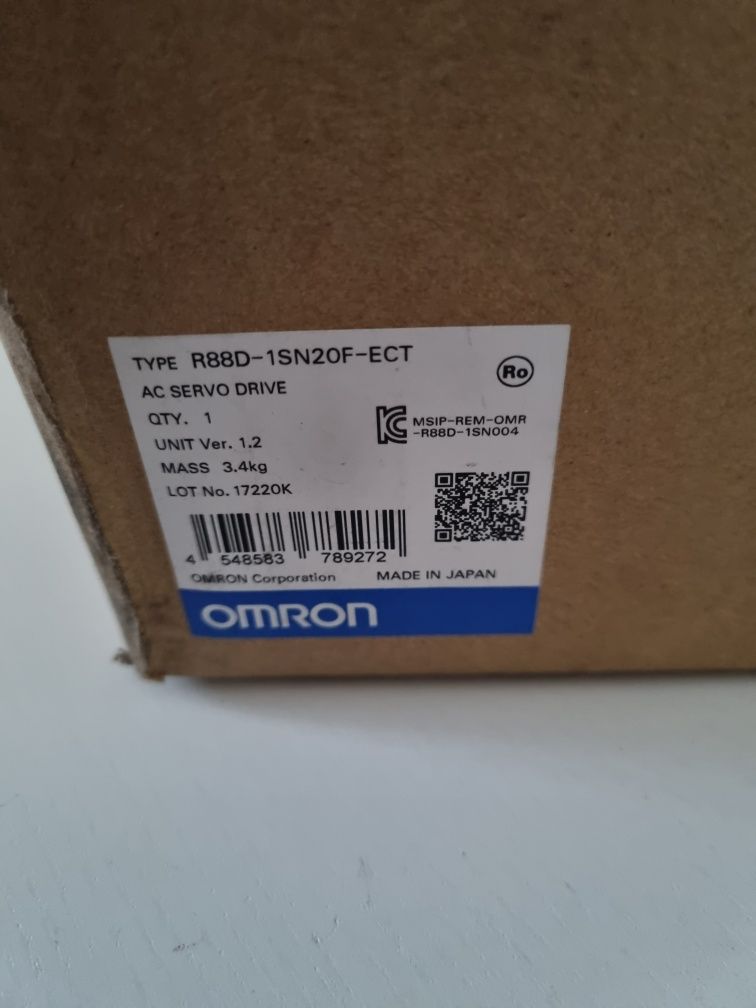 TYPE R88D-1SN20F-ECT
Ro
AC SERVO DRIVE
QTY. 1
MSIP-REM-OMR
-R88D-1SN004
UNIT Ver. 1.2
MASS 3.4kg
LOT No. 17220K
4 548583 789272
OMRON Corporation MADE IN JAPAN
OMRON